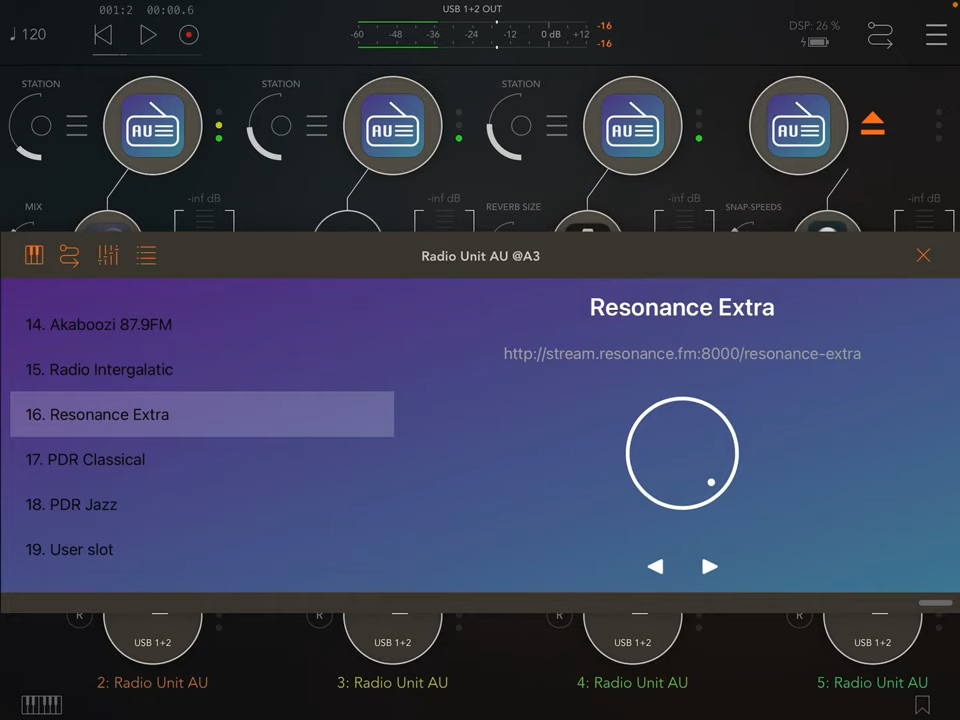 001:2 00:00.6
USB 1+2 OUT
♩ 120
-60 -48 -36 -24 -12 0 dB +12
-16
-16
DSP: 26 %
STATION
STATION
STATION
AU
AU
AU
AU
MIX
-inf dB
-inf dB
REVERB SIZE
-inf dB
SNAP-SPEEDS
-inf dB
Radio Unit AU @A3
14. Akaboozi 87.9FM
15. Radio Intergalatic
16. Resonance Extra
17. PDR Classical
18. PDR Jazz
19. User slot
Resonance Extra
http://stream.resonance.fm:8000/resonance-extra
R
R
R
R
USB 1+2
USB 1+2
USB 1+2
USB 1+2
2: Radio Unit AU
3: Radio Unit AU
4: Radio Unit AU
5: Radio Unit AU